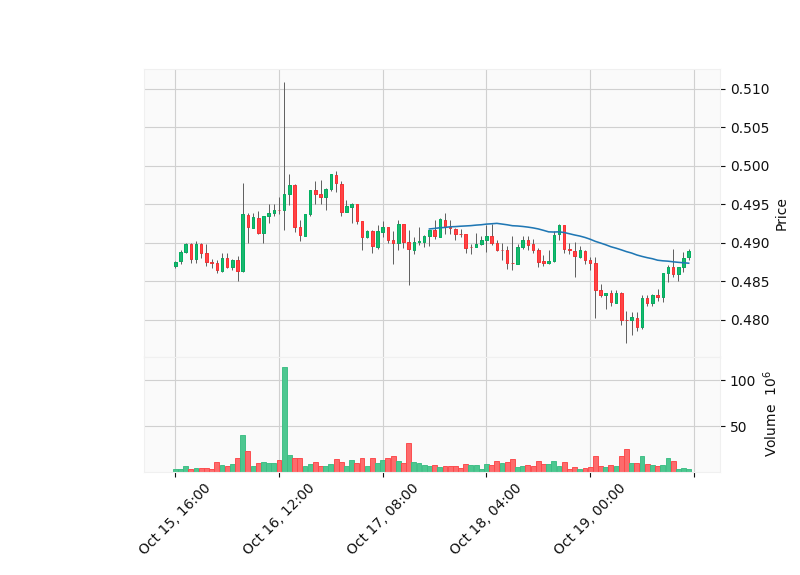 0.510
0.505
0.500
0.495
0.490
0.485
0.480
Price
100
50
Volume 10^6
Oct 15, 16:00
Oct 16, 12:00
Oct 17, 08:00
Oct 18, 04:00
Oct 19, 00:00